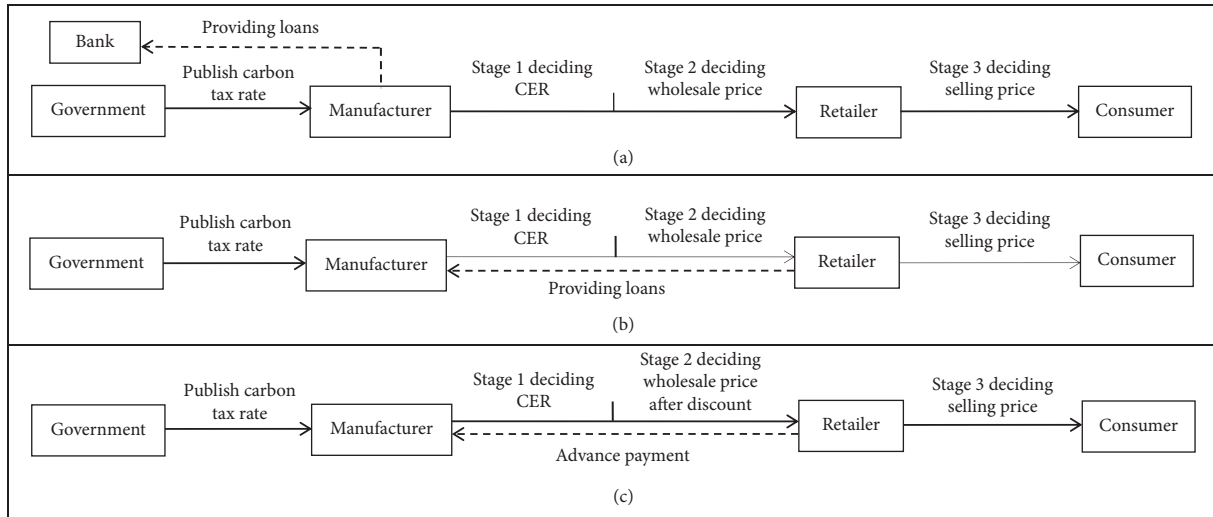 Bank
Providing loans
Government
Publish carbon
tax rate
Manufacturer
Stage 1 deciding
CER
Stage 2 deciding
wholesale price
Retailer
Stage 3 deciding
selling price
Consumer
(a)
Government
Publish carbon
tax rate
Manufacturer
Stage 1 deciding
CER
Stage 2 deciding
wholesale price
Providing loans
Retailer
Stage 3 deciding
selling price
Consumer
(b)
Government
Publish carbon
tax rate
Manufacturer
Stage 1 deciding
CER
Stage 2 deciding
wholesale price
after discount
Advance payment
Retailer
Stage 3 deciding
selling price
Consumer
(c)